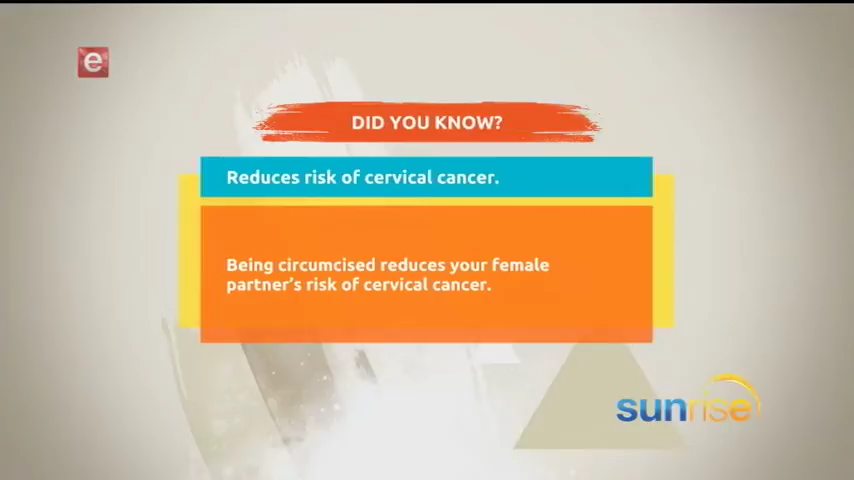 e
DID YOU KNOW?
Reduces risk of cervical cancer.
Being circumcised reduces your female
partner's risk of cervical cancer.
sunrise